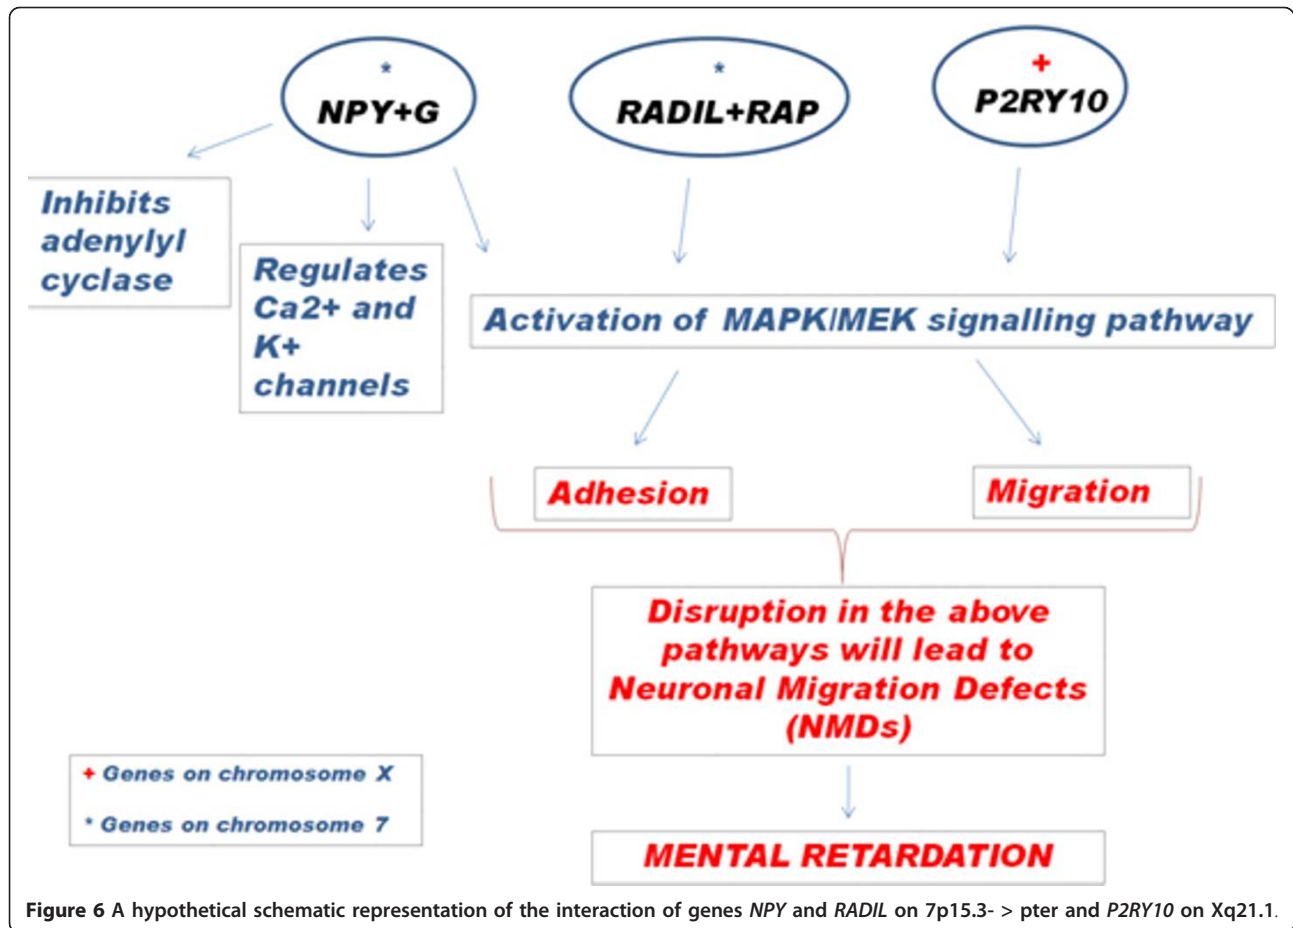 *
NPY+G
*
RADIL+RAP
+
P2RY10
Inhibits
adenylyl
cyclase
Regulates
Ca2+ and
K+
channels
Activation of MAPK/MEK signalling pathway
Adhesion
Migration
Disruption in the above
pathways will lead to
Neuronal Migration Defects
(NMDs)
+ Genes on chromosome X
* Genes on chromosome 7
MENTAL RETARDATION
Figure 6 A hypothetical schematic representation of the interaction of genes NPY and RADIL on 7p15.3- > pter and P2RY10 on Xq21.1.